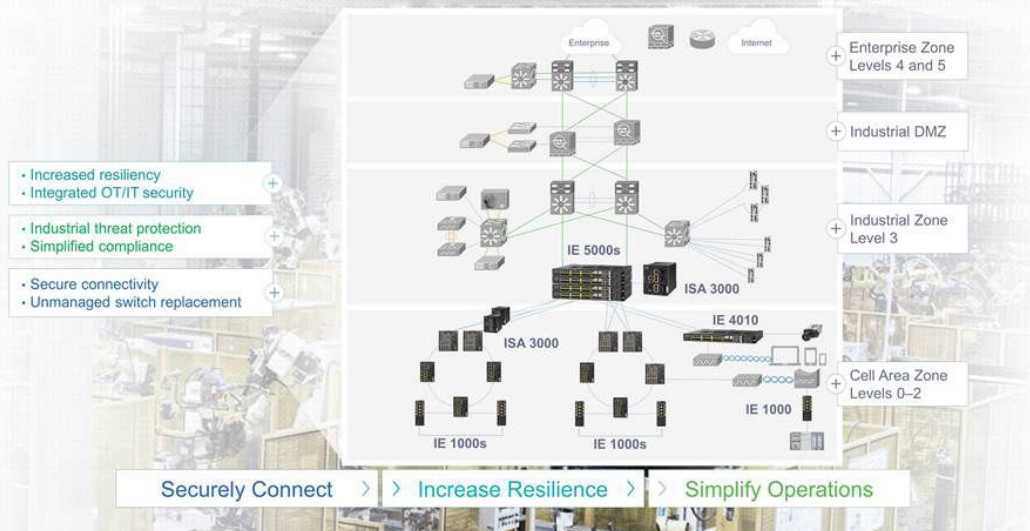 Enterprise
Internet
Enterprise Zone
Levels 4 and 5
Industrial DMZ
• Increased resiliency
• Integrated OT/IT security
• Industrial threat protection
• Simplified compliance
• Secure connectivity
• Unmanaged switch replacement
Industrial Zone
Level 3
IE 5000s
ISA 3000
IE 4010
ISA 3000
Cell Area Zone
Levels 0–2
IE 1000
IE 1000s
IE 1000s
Securely Connect
Increase Resilience
Simplify Operations